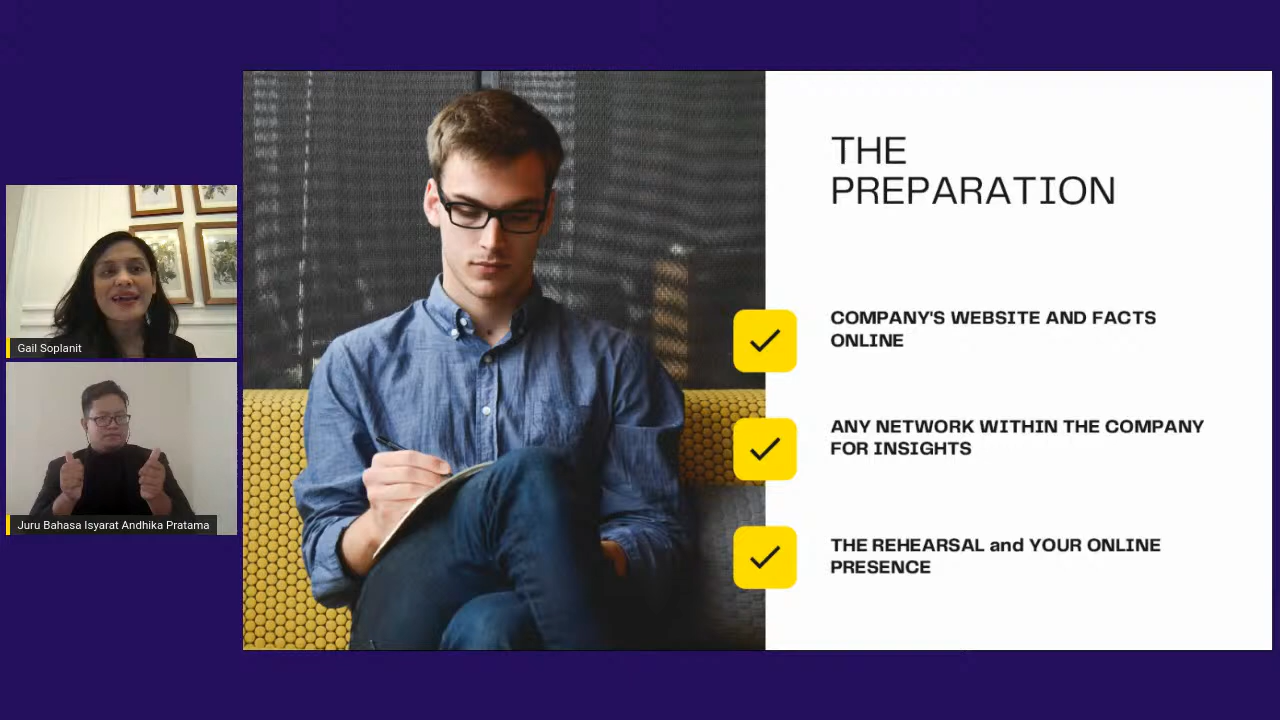 Gail Soplanit
Juru Bahasa Isyarat Andhika Pratama
THE
PREPARATION
COMPANY'S WEBSITE AND FACTS
ONLINE
ANY NETWORK WITHIN THE COMPANY
FOR INSIGHTS
THE REHEARSAL and YOUR ONLINE
PRESENCE